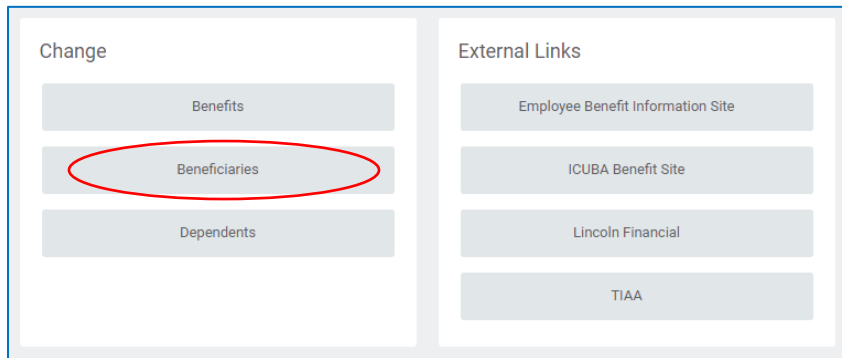 Change
Benefits
Beneficiaries
Dependents
External Links
Employee Benefit Information Site
ICUBA Benefit Site
Lincoln Financial
TIAA